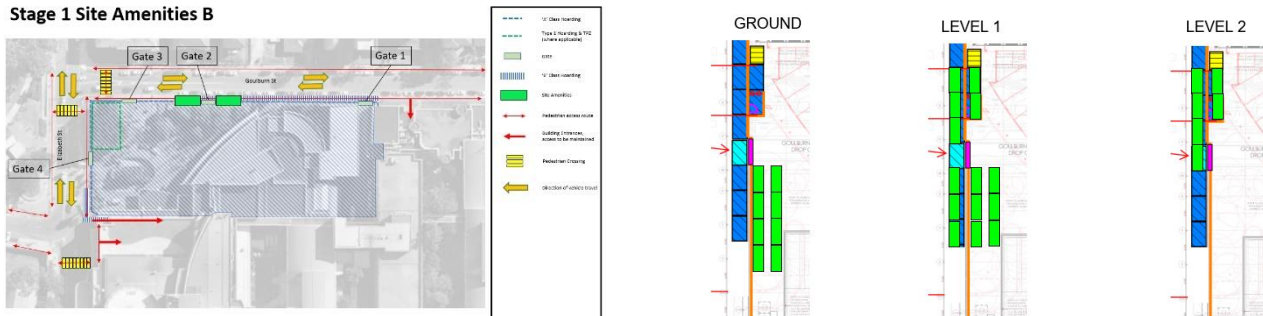 Stage 1 Site Amenities B
Gate 3
Gate 2
Gate 1
Goulburn St
Elizabeth St
Gate 4
'A' Class Hoarding
Type 1 Hoarding & TPZ
(where applicable)
Gate
'B' Class Hoarding
Site Amenities
Pedestrian access route
Building Entrances,
access to be maintained
Pedestrian Crossing
Direction of vehicle travel
GROUND
LEVEL 1
LEVEL 2